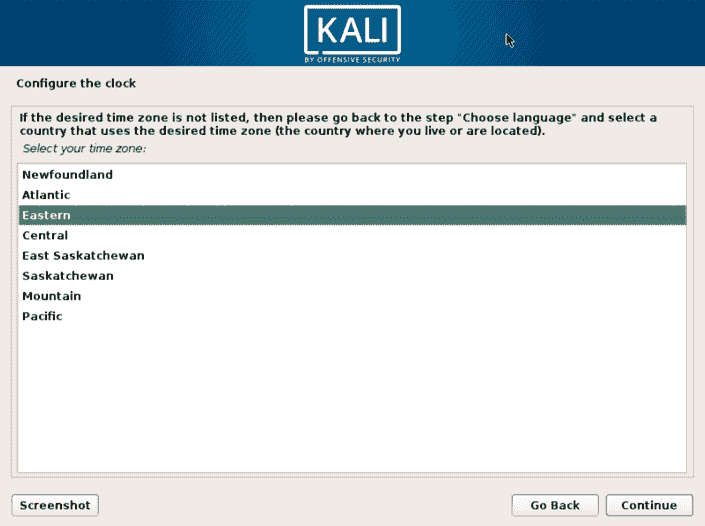 KALI
BY OFFENSIVE SECURITY
Configure the clock
If the desired time zone is not listed, then please go back to the step "Choose language" and select a
country that uses the desired time zone (the country where you live or are located).
Select your time zone:
Newfoundland
Atlantic
Eastern
Central
East Saskatchewan
Saskatchewan
Mountain
Pacific
Screenshot
Go Back
Continue